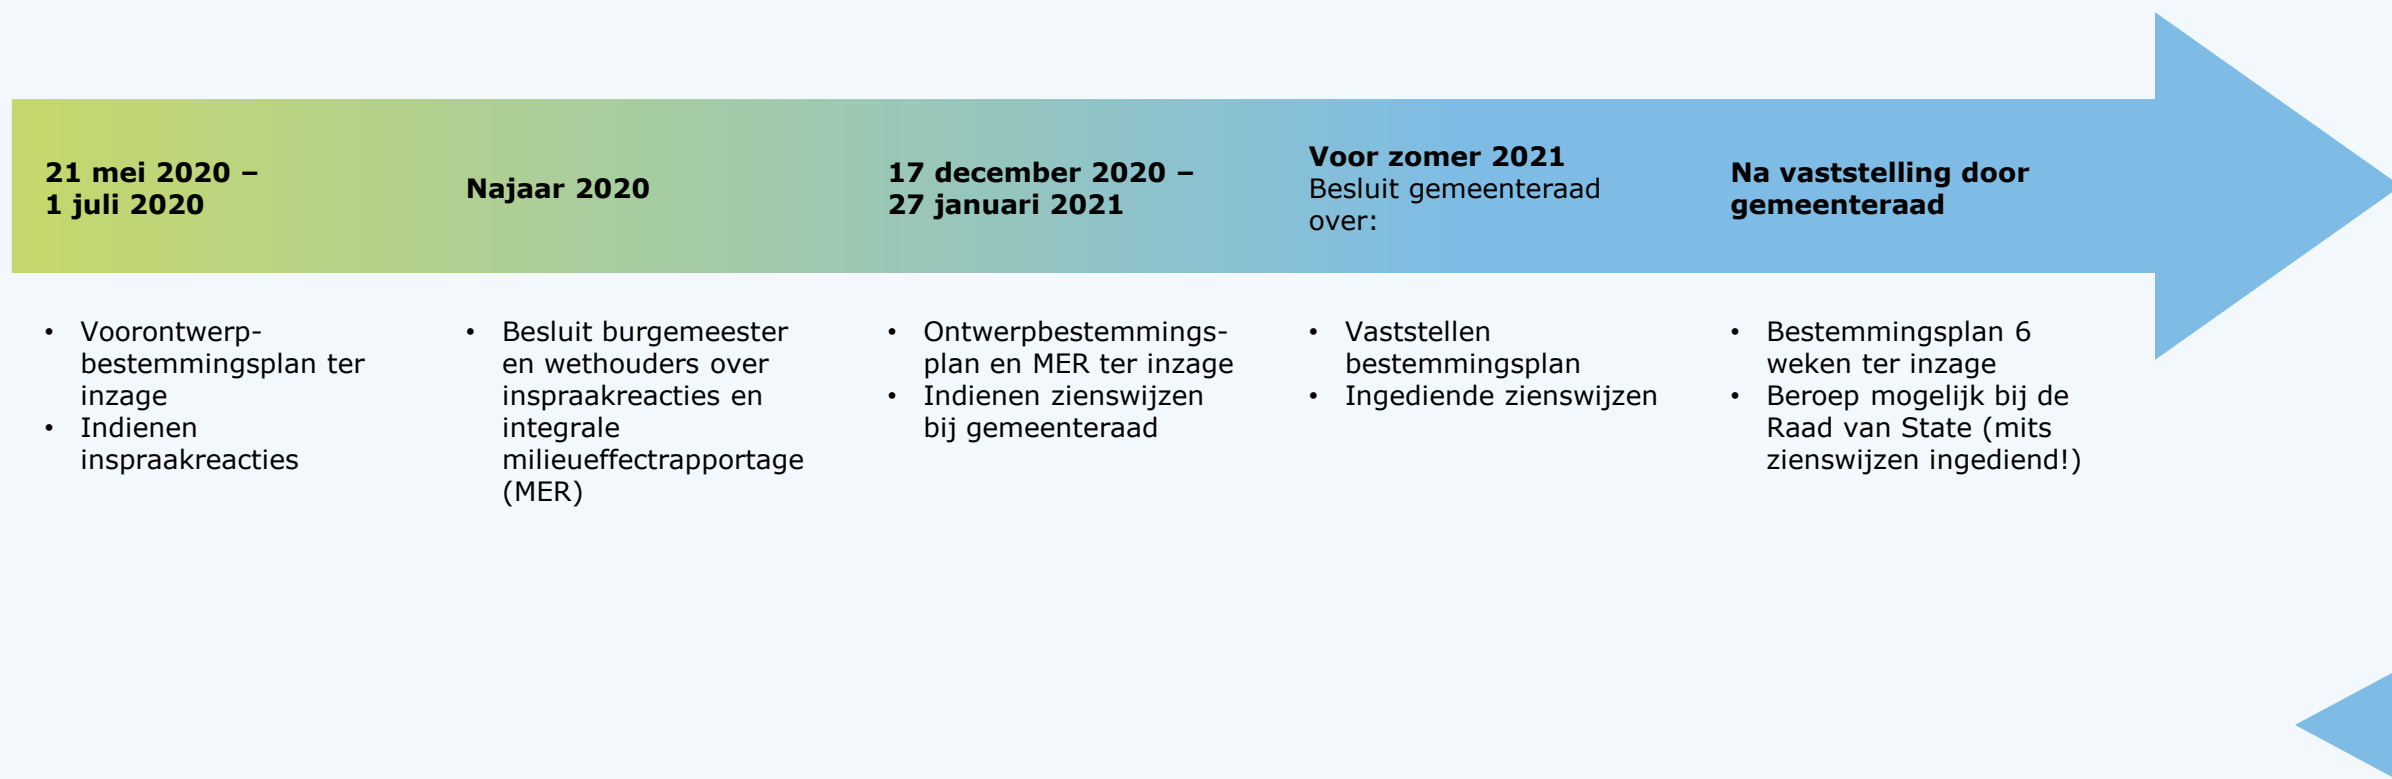 21 mei 2020 –
1 juli 2020
Najaar 2020
17 december 2020 –
27 januari 2021
Voor zomer 2021
Besluit gemeenteraad
over:
Na vaststelling door
gemeenteraad
• Voorontwerp-
bestemmingsplan ter
inzage
• Indienen
inspraakreacties
• Besluit burgemeester
en wethouders over
inspraakreacties en
integrale
milieueffectrapportage
(MER)
• Ontwerpbestemmings-
plan en MER ter inzage
• Indienen zienswijzen
bij gemeenteraad
• Vaststellen
bestemmingsplan
• Ingediende zienswijzen
• Bestemmingsplan 6
weken ter inzage
• Beroep mogelijk bij de
Raad van State (mits
zienswijzen ingediend!)